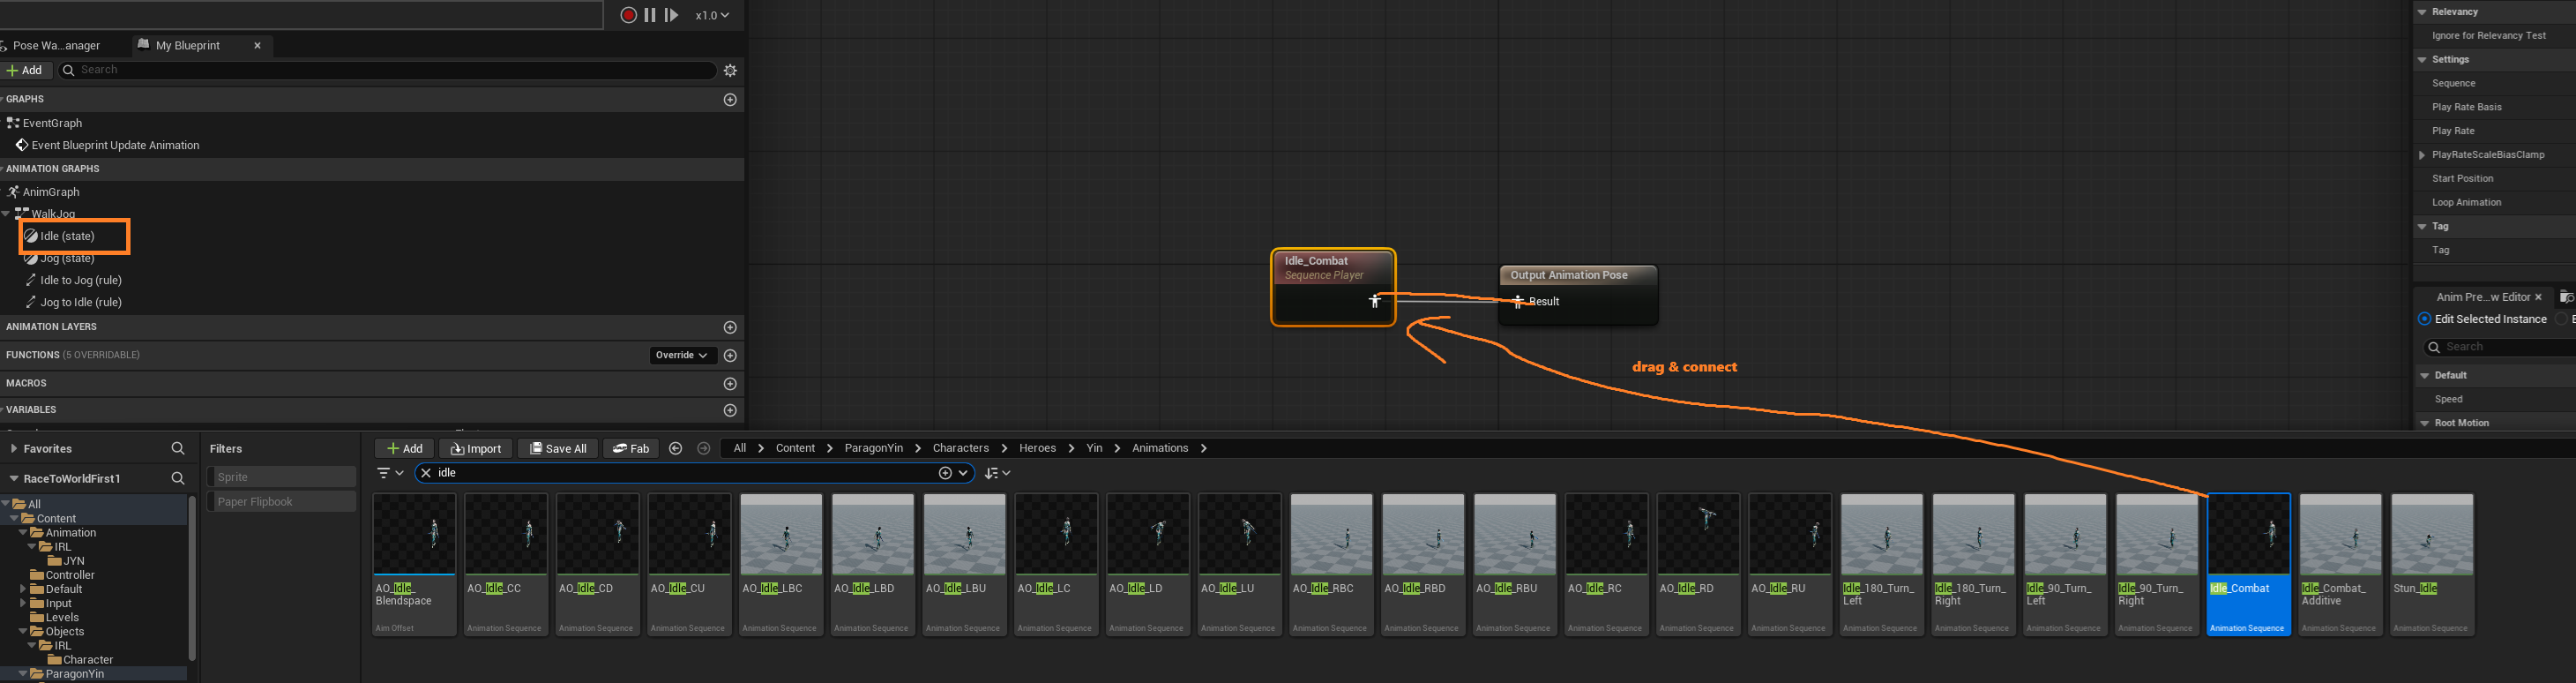 x1.0
Pose Wa...anager
My Blueprint
Add
Search
GRAPHS
EventGraph
Event Blueprint Update Animation
ANIMATION GRAPHS
AnimGraph
WalkJog
Idle (state)
Jog (state)
Idle to Jog (rule)
Jog to Idle (rule)
ANIMATION LAYERS
FUNCTIONS (5 OVERRIDABLE)
Override
MACROS
VARIABLES
Idle_Combat
Sequence Player
Output Animation Pose
Result
drag & connect
Relevancy
Ignore for Relevancy Test
Settings
Sequence
Play Rate Basis
Play Rate
PlayRateScaleBiasClamp
Start Position
Loop Animation
Tag
Tag
Anim Pre...w Editor
Edit Selected Instance
Search
Default
Speed
Root Motion
Favorites
RaceToWorldFirst1
All
Content
Animation
IRL
JYN
Controller
Default
Input
Levels
Objects
IRL
Character
ParagonYin
Filters
Sprite
Paper Flipbook
Add
Import
Save All
Fab
All > Content > ParagonYin > Characters > Heroes > Yin > Animations >
idle
AO_Idle_
Blendspace
Aim Offset
AO_Idle_CC
Animation Sequence
AO_Idle_CD
Animation Sequence
AO_Idle_CU
Animation Sequence
AO_Idle_LBC
Animation Sequence
AO_Idle_LBD
Animation Sequence
AO_Idle_LBU
Animation Sequence
AO_Idle_LC
Animation Sequence
AO_Idle_LD
Animation Sequence
AO_Idle_LU
Animation Sequence
AO_Idle_RBC
Animation Sequence
AO_Idle_RBD
Animation Sequence
AO_Idle_RBU
Animation Sequence
AO_Idle_RC
Animation Sequence
AO_Idle_RD
Animation Sequence
AO_Idle_RU
Animation Sequence
Idle_180_Turn_
Left
Animation Sequence
Idle_180_Turn_
Right
Animation Sequence
Idle_90_Turn_
Left
Animation Sequence
Idle_90_Turn_
Right
Animation Sequence
Idle_Combat
Animation Sequence
Idle_Combat_
Additive
Animation Sequence
Stun_Idle
Animation Sequence